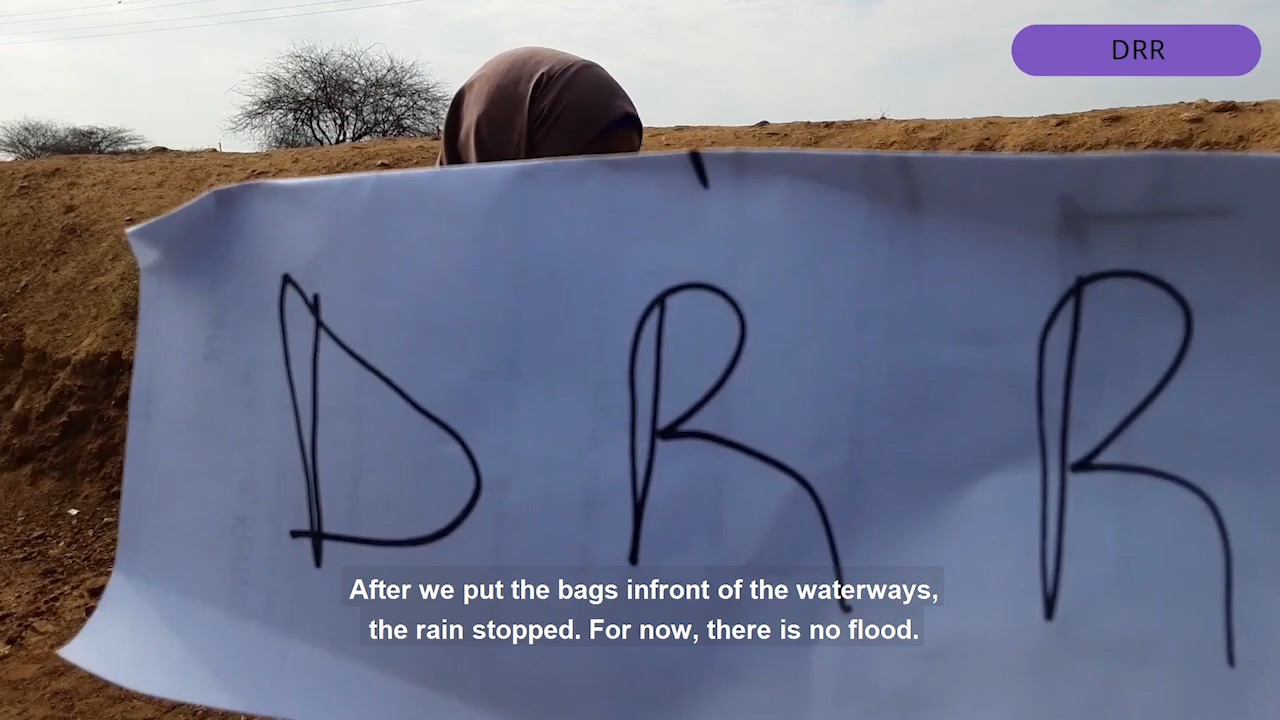 DRR
D R R
After we put the bags infront of the waterways,
the rain stopped. For now, there is no flood.